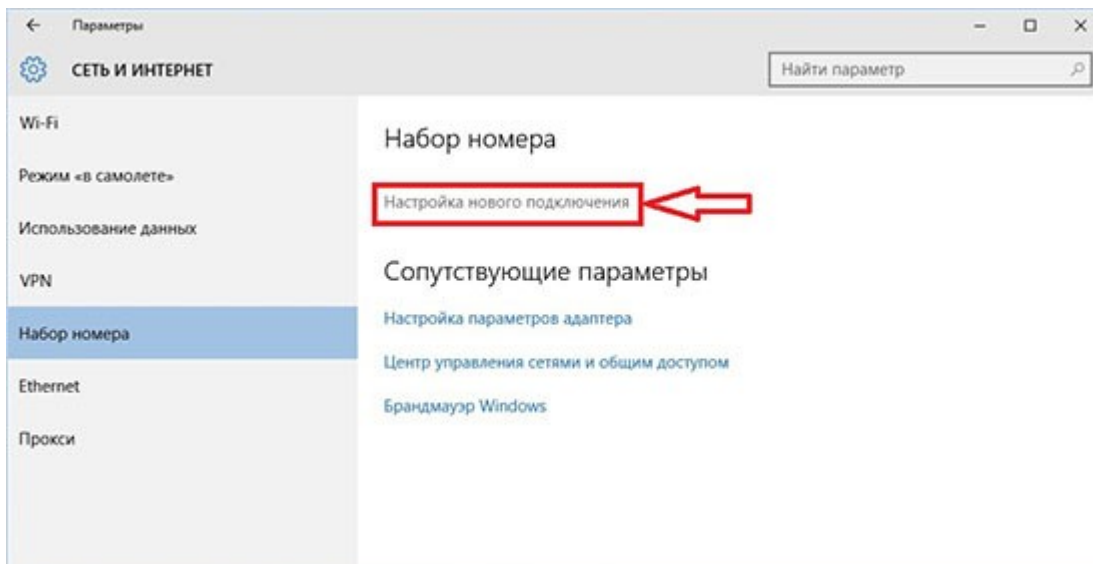 Параметры
СЕТЬ И ИНТЕРНЕТ
Найти параметр
Wi-Fi
Режим «в самолете»
Использование данных
VPN
Набор номера
Ethernet
Прокси
Набор номера
Настройка нового подключения
Сопутствующие параметры
Настройка параметров адаптера
Центр управления сетями и общим доступом
Брандмауэр Windows